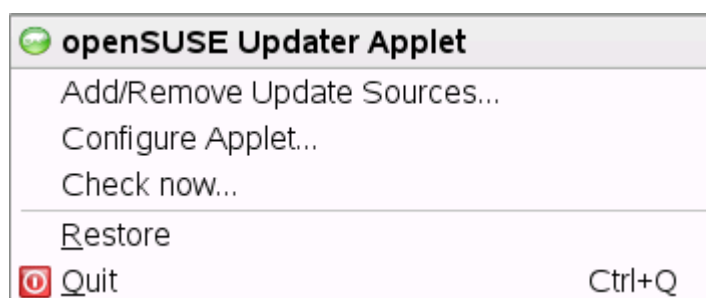 openSUSE Updater Applet
Add/Remove Update Sources...
Configure Applet...
Check now...
Restore
Quit Ctrl+Q